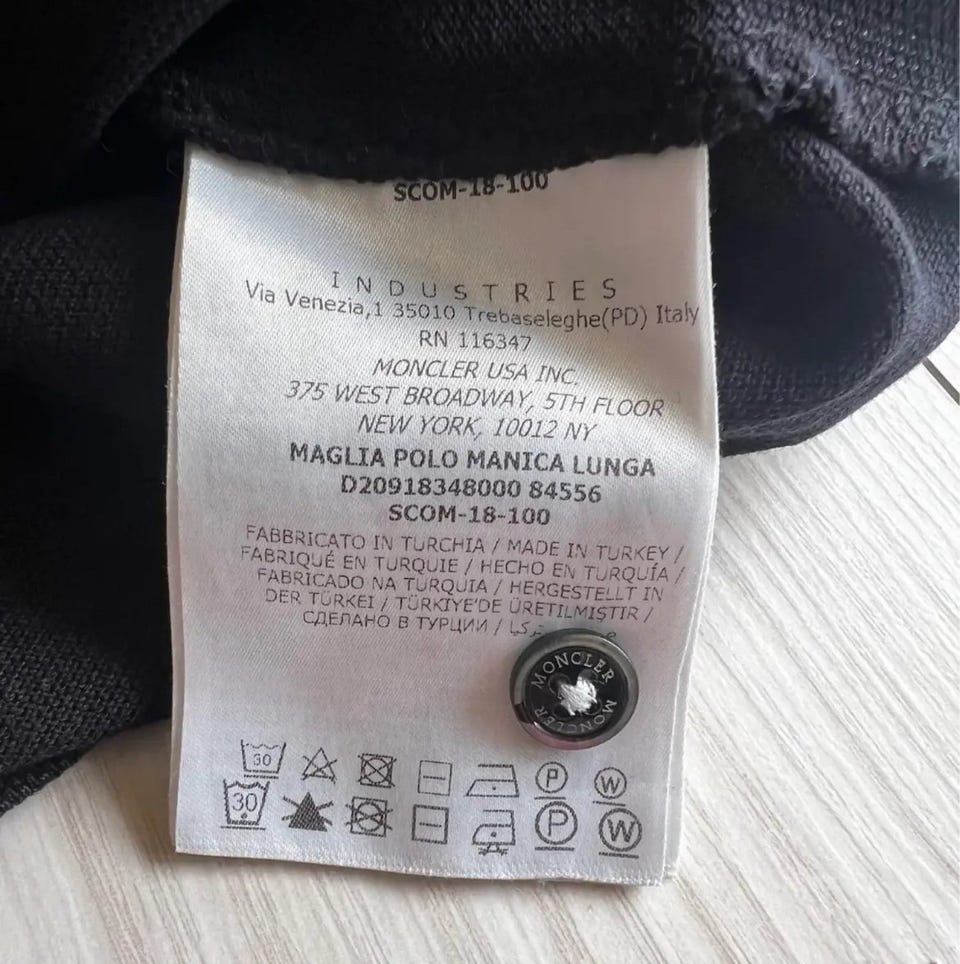 SCOM-18-100
INDUSTRIES
Via Venezia,1 35010 Trebaseleghe(PD) Italy
RN 116347
MONCLER USA INC.
375 WEST BROADWAY, 5TH FLOOR
NEW YORK, 10012 NY
MAGLIA POLO MANICA LUNGA
D20918348000 84556
SCOM-18-100
FABBRICATO IN TURCHIA / MADE IN TURKEY /
FABRIQUÉ EN TURQUIE / HECHO EN TURQUÍA /
FABRICADO NA TURQUIA / HERGESTELLT IN
DER TÜRKEI / TÜRKIYE'DE ÜRETILMIŞTIR /
СДЕЛАНО В ТУРЦИИ /
MONCLER MONCLER
30 P W
30 P W